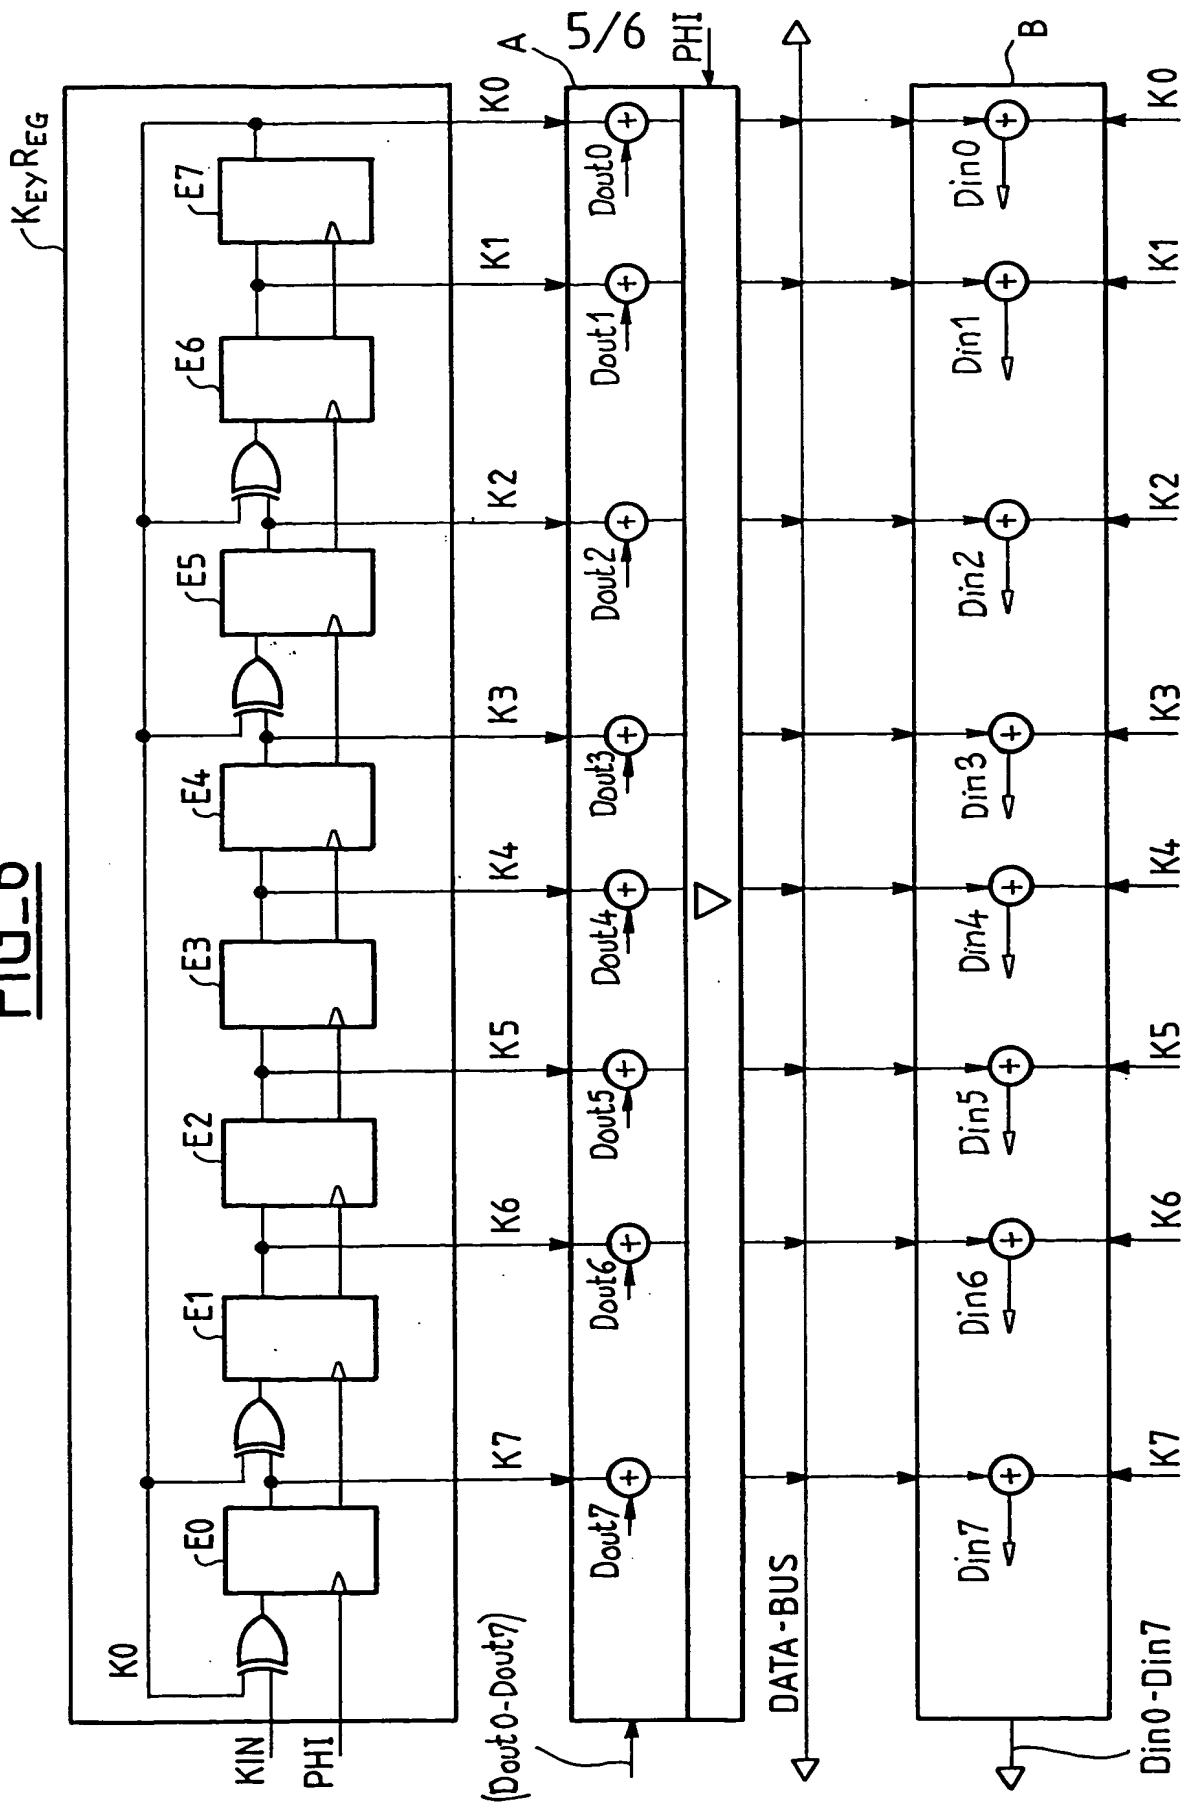 5/6
FIG_6
KEYREG
K0
KIN
PHI
E0
E1
E2
E3
E4
E5
E6
E7
K7
K6
K5
K4
K3
K2
K1
K0
A
PHI
(Dout0-Dout7)
Dout7
Dout6
Dout5
Dout4
Dout3
Dout2
Dout1
Dout0
DATA-BUS
B
Din7
Din6
Din5
Din4
Din3
Din2
Din1
Din0
K7
K6
K5
K4
K3
K2
K1
K0
Din0-Din7